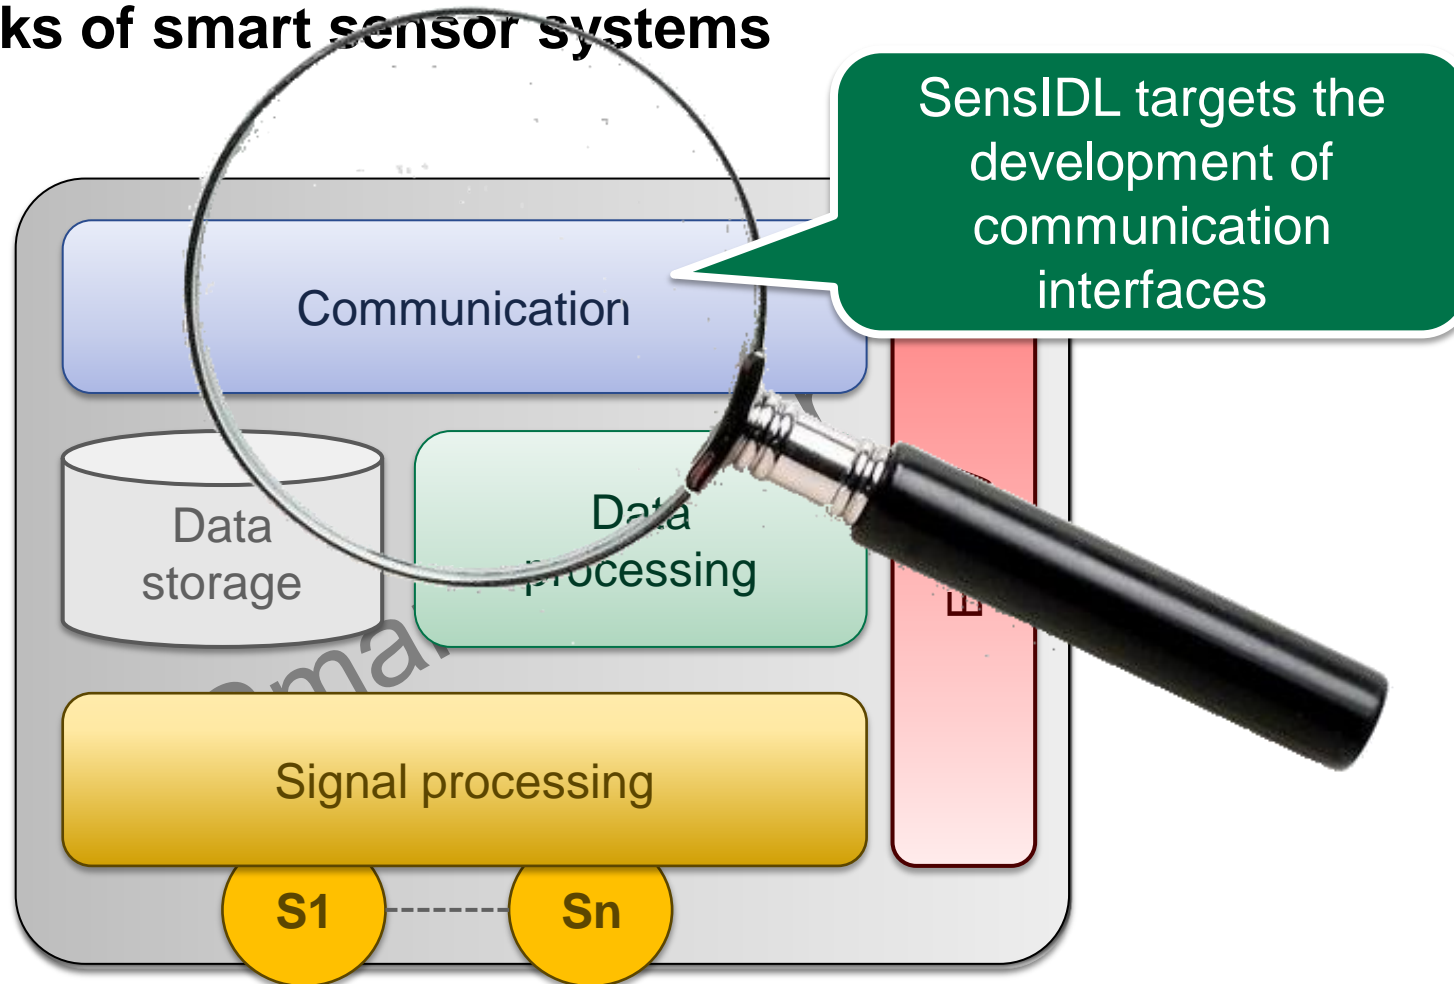 ks of smart sensor systems
SensIDL targets the
development of
communication
interfaces
Communication
Data
storage
Data
processing
Signal processing
S1
Sn